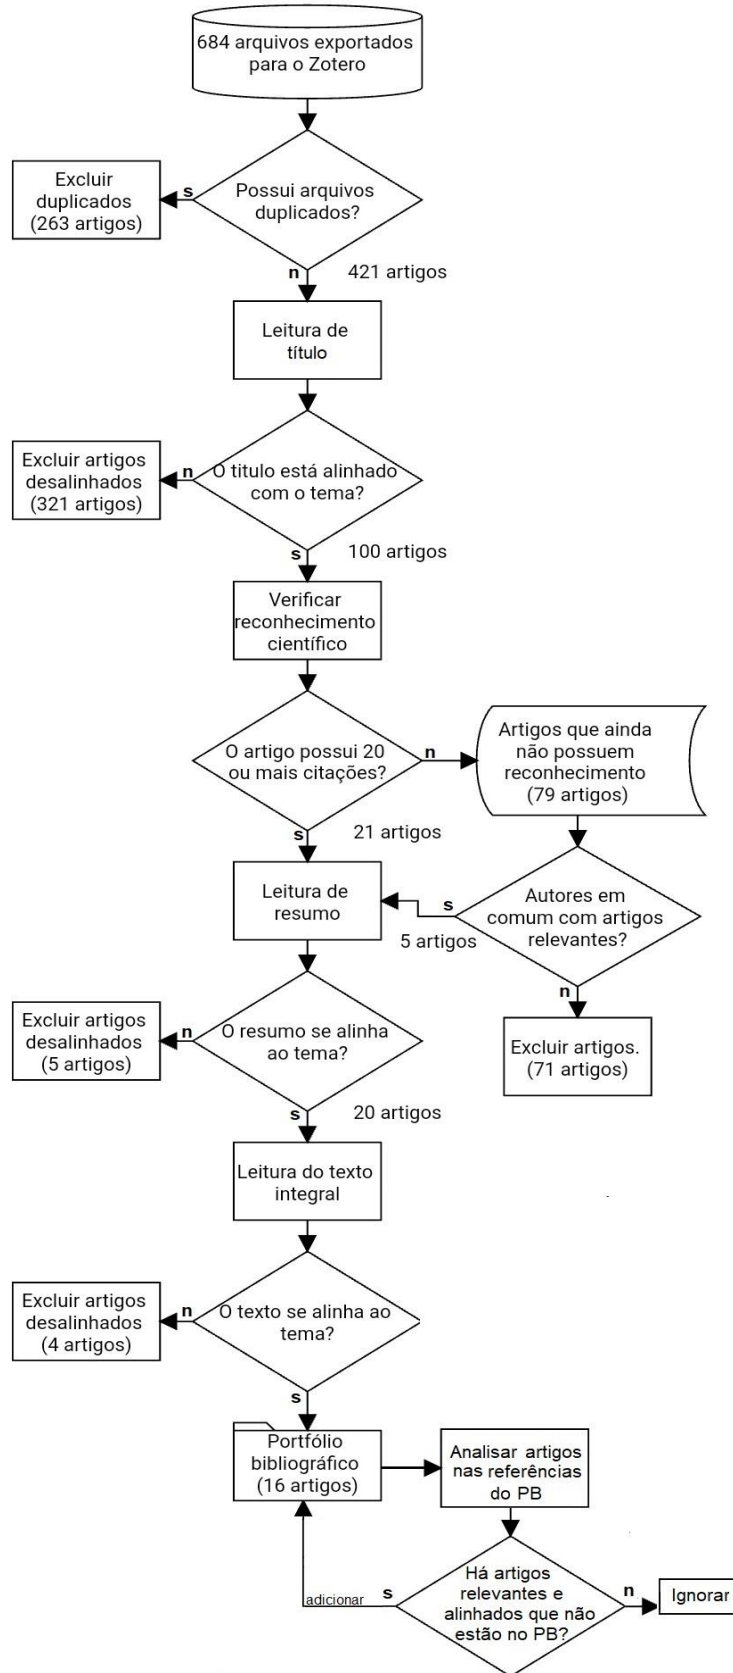 684 arquivos exportados
para o Zotero
Possui arquivos
duplicados?
s
Excluir
duplicados
(263 artigos)
n
421 artigos
Leitura de
título
O titulo está alinhado
com o tema?
n
Excluir artigos
desalinhados
(321 artigos)
s
100 artigos
Verificar
reconhecimento
científico
O artigo possui 20
ou mais citações?
n
Artigos que ainda
não possuem
reconhecimento
(79 artigos)
s
21 artigos
Leitura de
resumo
Autores em
comum com artigos
relevantes?
s
5 artigos
n
Excluir artigos.
(71 artigos)
O resumo se alinha
ao tema?
n
Excluir artigos
desalinhados
(5 artigos)
s
20 artigos
Leitura do texto
integral
O texto se alinha ao
tema?
n
Excluir artigos
desalinhados
(4 artigos)
s
Portfólio
bibliográfico
(16 artigos)
Analisar artigos
nas referências
do PB
Há artigos
relevantes e
alinhados que não
estão no PB?
s
adicionar
n
Ignorar